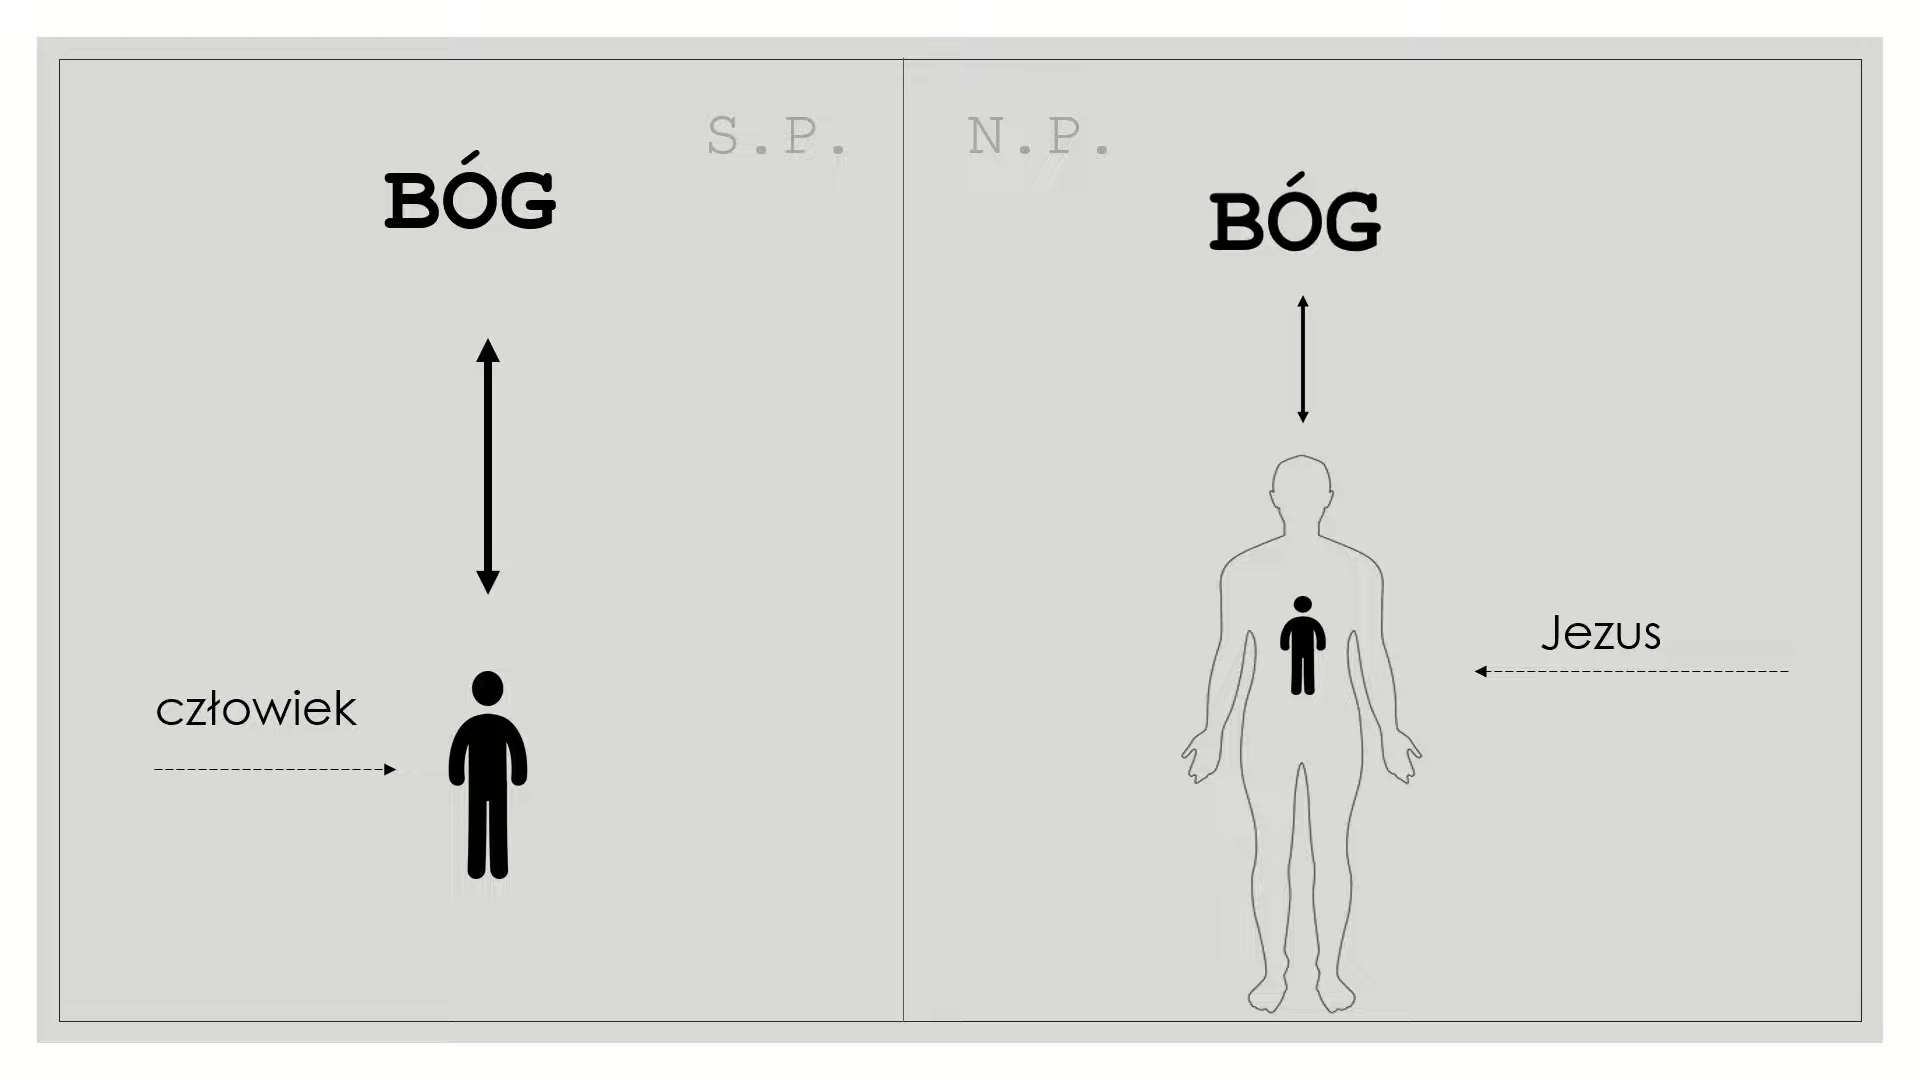 S.P.
BÓG
człowiek
N.P.
BÓG
Jezus